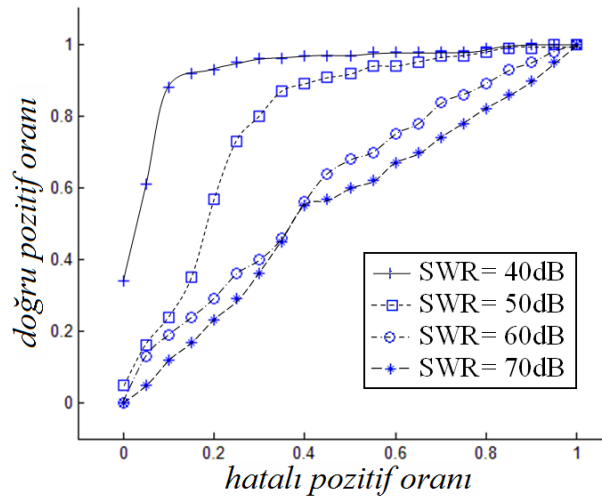 doğru pozitif oranı
1
0.8
0.6
0.4
0.2
0
0
0.2
0.4
0.6
0.8
1
hatalı pozitif oranı
SWR= 40dB
SWR= 50dB
SWR= 60dB
SWR= 70dB